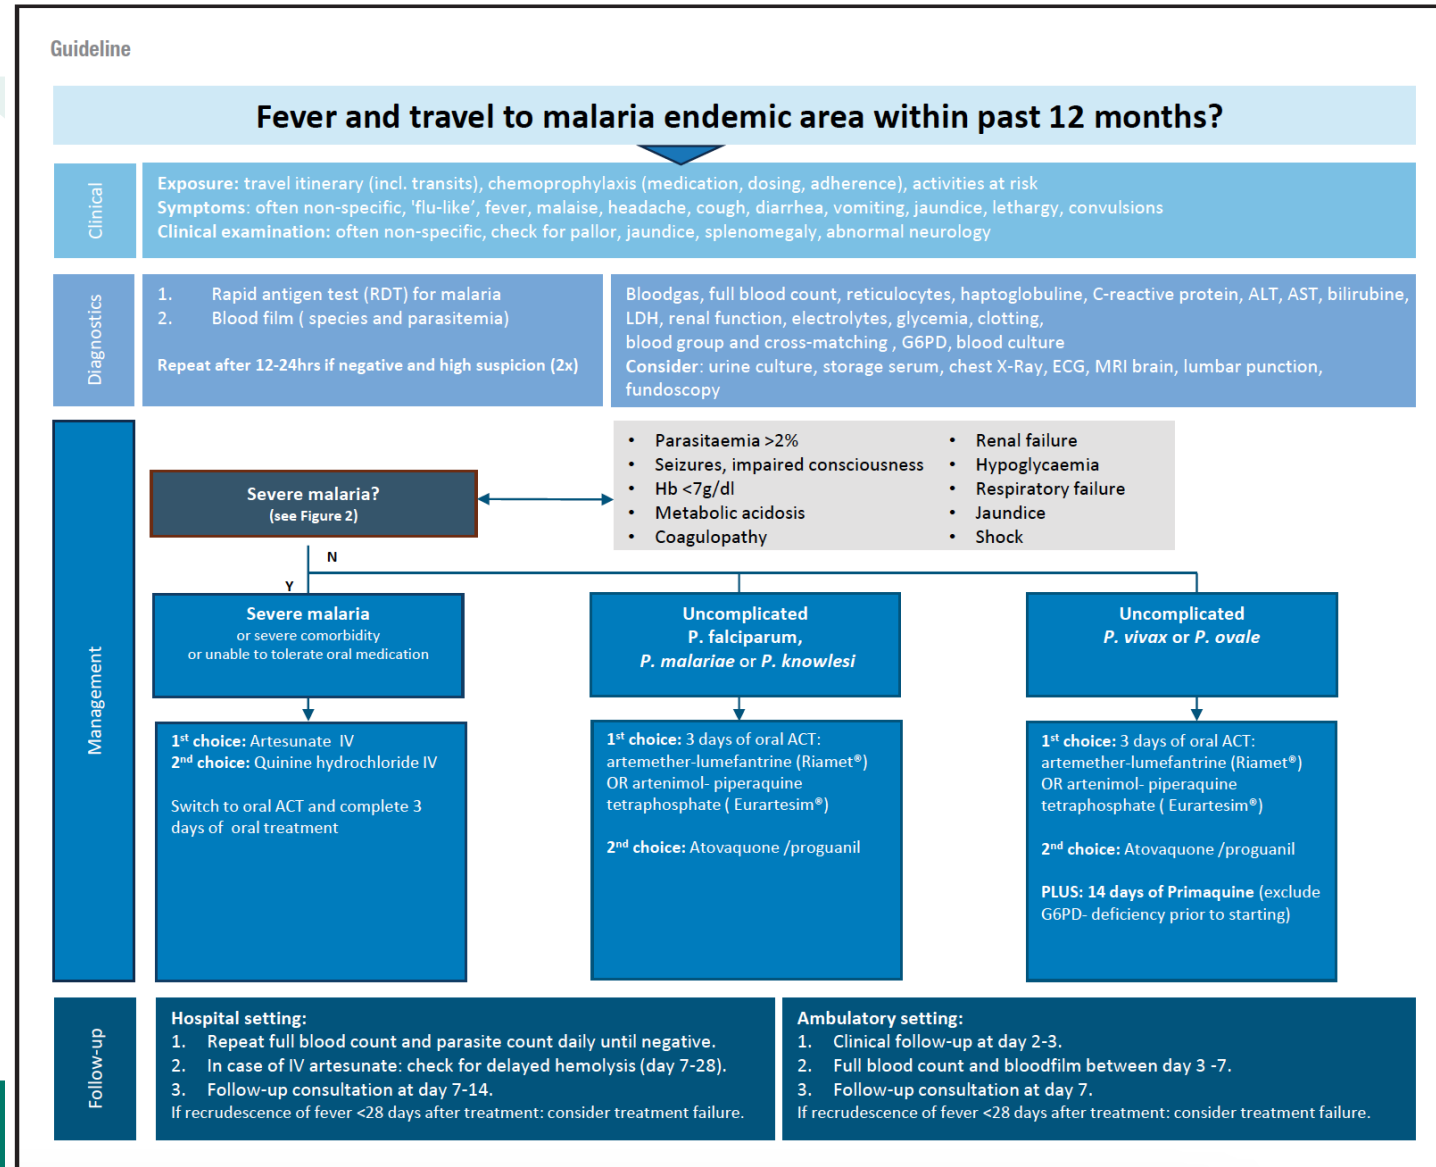 Guideline
Fever and travel to malaria endemic area within past 12 months?
Clinical
Exposure: travel itinerary (incl. transits), chemoprophylaxis (medication, dosing, adherence), activities at risk
Symptoms: often non-specific, 'flu-like’, fever, malaise, headache, cough, diarrhea, vomiting, jaundice, lethargy, convulsions
Clinical examination: often non-specific, check for pallor, jaundice, splenomegaly, abnormal neurology
Diagnostics
1. Rapid antigen test (RDT) for malaria
2. Blood film ( species and parasitemia)
Repeat after 12-24hrs if negative and high suspicion (2x)
Bloodgas, full blood count, reticulocytes, haptoglobuline, C-reactive protein, ALT, AST, bilirubine,
LDH, renal function, electrolytes, glycemia, clotting,
blood group and cross-matching , G6PD, blood culture
Consider: urine culture, storage serum, chest X-Ray, ECG, MRI brain, lumbar punction,
fundoscopy
Management
Severe malaria?
(see Figure 2)
• Parasitaemia >2%
• Seizures, impaired consciousness
• Hb <7g/dl
• Metabolic acidosis
• Coagulopathy
• Renal failure
• Hypoglycaemia
• Respiratory failure
• Jaundice
• Shock
N
Y
Severe malaria
or severe comorbidity
or unable to tolerate oral medication
Uncomplicated
P. falciparum,
P. malariae or P. knowlesi
Uncomplicated
P. vivax or P. ovale
1st choice: Artesunate IV
2nd choice: Quinine hydrochloride IV
Switch to oral ACT and complete 3
days of oral treatment
1st choice: 3 days of oral ACT:
artemether-lumefantrine (Riamet®)
OR artenimol- piperaquine
tetraphosphate ( Eurartesim®)
2nd choice: Atovaquone /proguanil
1st choice: 3 days of oral ACT:
artemether-lumefantrine (Riamet®)
OR artenimol- piperaquine
tetraphosphate ( Eurartesim®)
2nd choice: Atovaquone /proguanil
PLUS: 14 days of Primaquine (exclude
G6PD- deficiency prior to starting)
Follow-up
Hospital setting:
1. Repeat full blood count and parasite count daily until negative.
2. In case of IV artesunate: check for delayed hemolysis (day 7-28).
3. Follow-up consultation at day 7-14.
If recrudescence of fever <28 days after treatment: consider treatment failure.
Ambulatory setting:
1. Clinical follow-up at day 2-3.
2. Full blood count and bloodfilm between day 3 -7.
3. Follow-up consultation at day 7.
If recrudescence of fever <28 days after treatment: consider treatment failure.